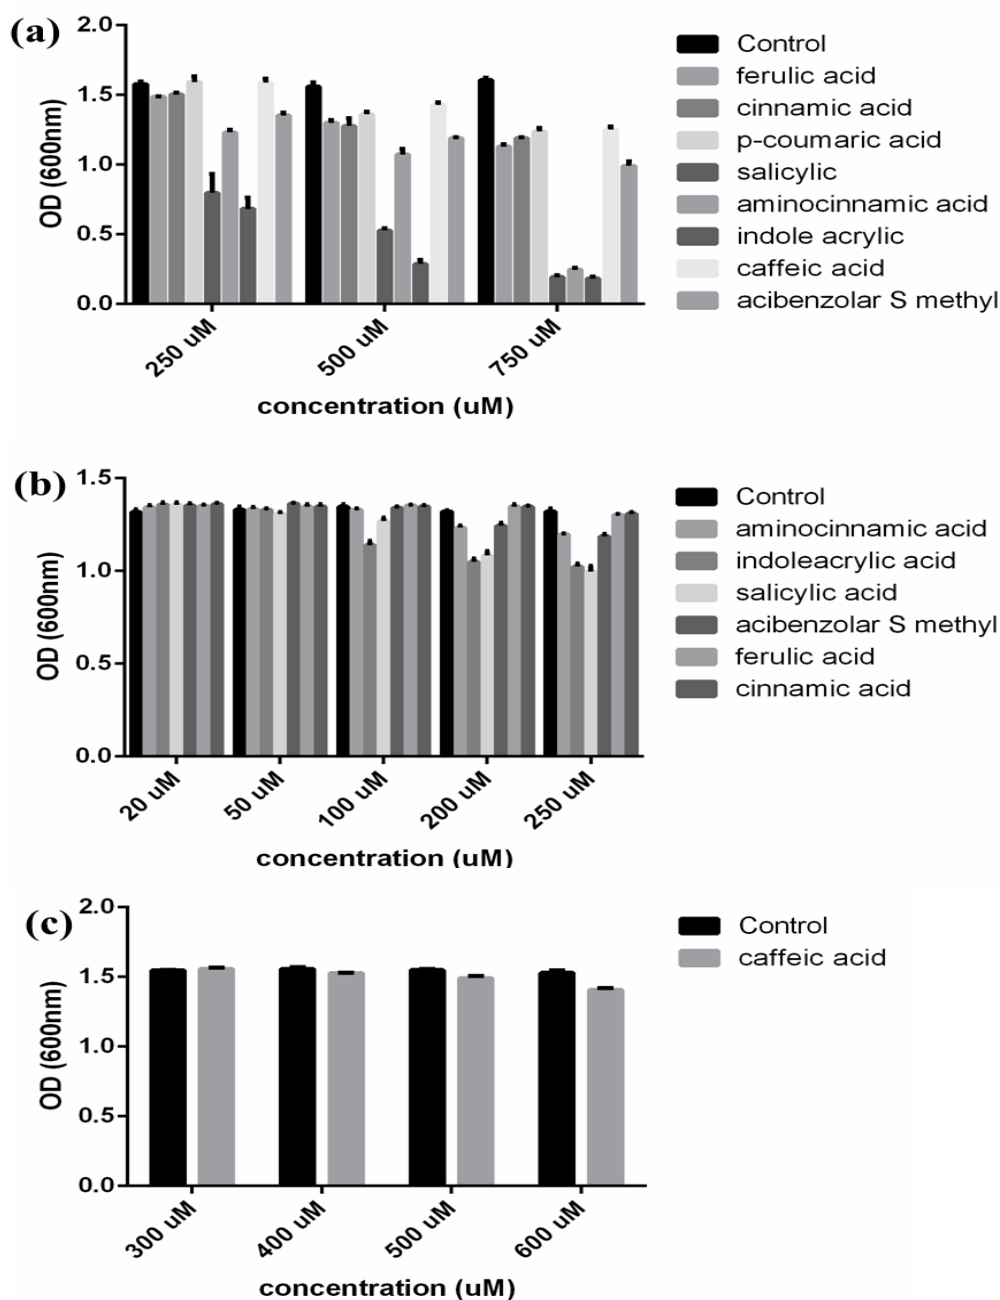 (a)
2.0
1.5
1.0
0.5
0.0
OD (600nm)
250 uM
500 uM
750 uM
concentration (uM)
Control
ferulic acid
cinnamic acid
p-coumaric acid
salicylic
aminocinnamic acid
indole acrylic
caffeic acid
acibenzolar S methyl
(b)
1.5
1.0
0.5
0.0
OD (600nm)
20 uM
50 uM
100 uM
200 uM
250 uM
concentration (uM)
Control
aminocinnamic acid
indoleacrylic acid
salicylic acid
acibenzolar S methyl
ferulic acid
cinnamic acid
(c)
2.0
1.5
1.0
0.5
0.0
OD (600nm)
300 uM
400 uM
500 uM
600 uM
concentration (uM)
Control
caffeic acid